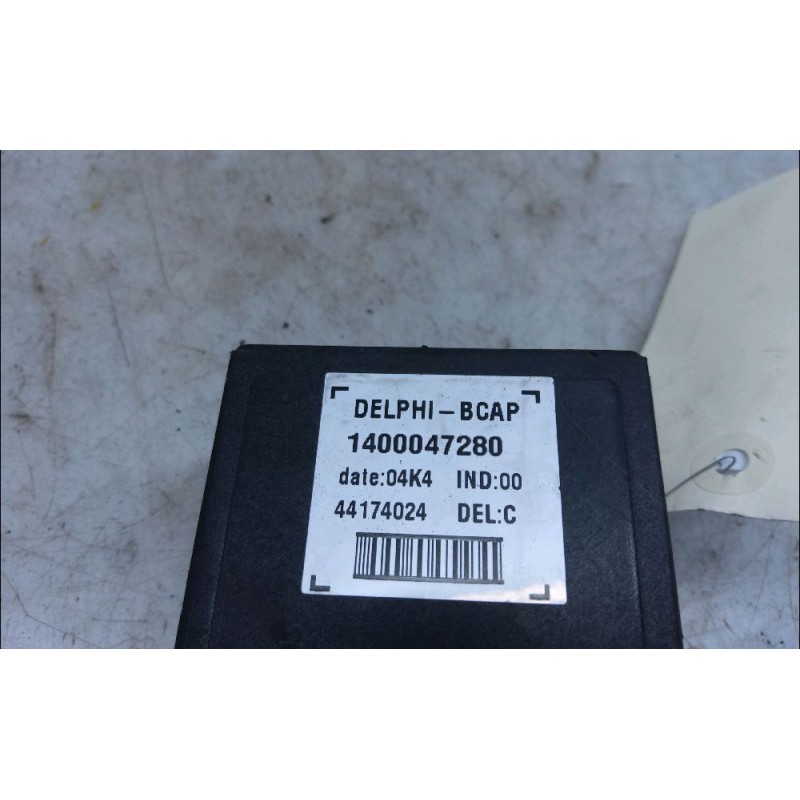 DELPHI-BCAP
1400047280
date:04K4 IND:00
44174024 DEL:C